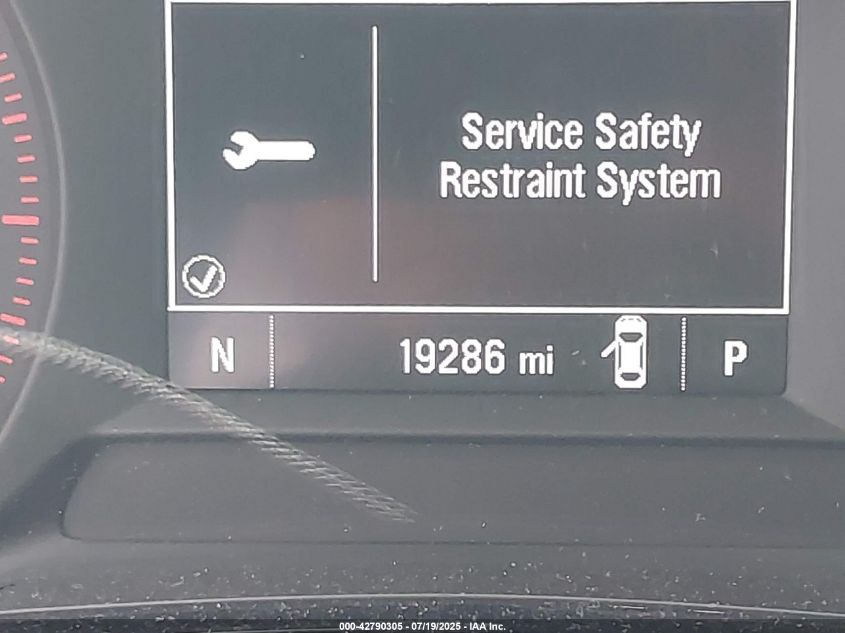 Service Safety
Restraint System
N 19286 mi P
000-42790305 - 07/19/2025 - IAA Inc.